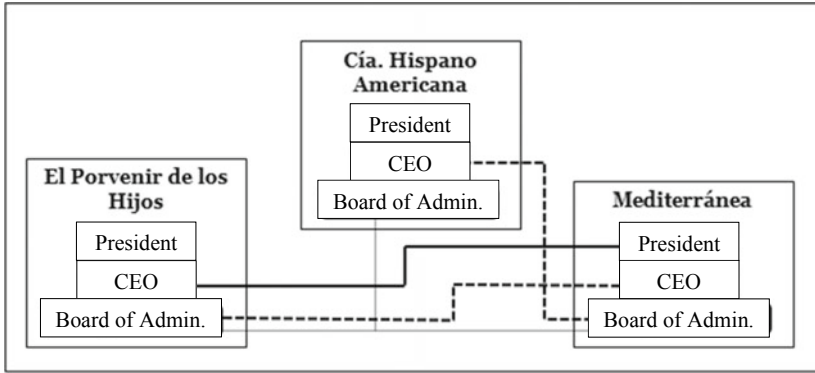 Cía. Hispano
Americana
President
CEO
Board of Admin.
El Porvenir de los
Hijos
President
CEO
Board of Admin.
Mediterránea
President
CEO
Board of Admin.